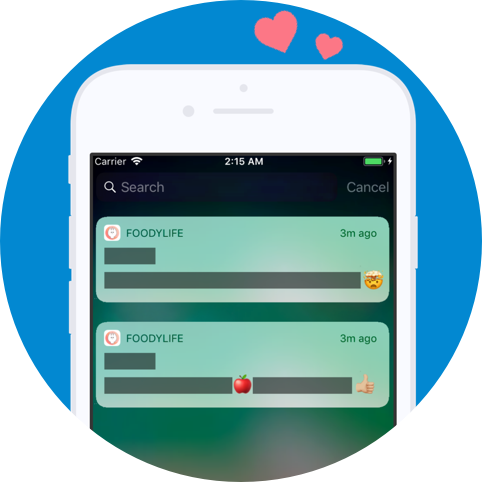 Carrier 2:15 AM
Search Cancel
FOODYLIFE 3m ago
🤯
FOODYLIFE 3m ago
🍎 👍🏼